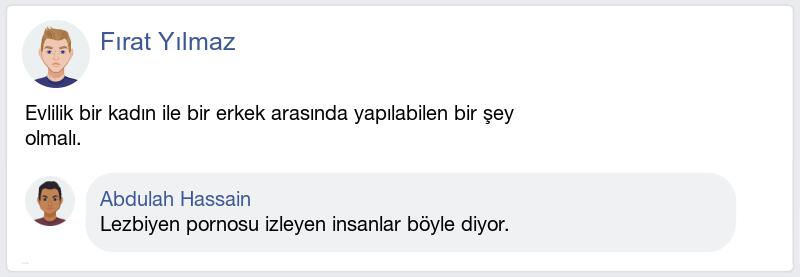 Fırat Yılmaz
Evlilik bir kadın ile bir erkek arasında yapılabilen bir şey
olmalı.
Abdulah Hassain
Lezbiyen pornosu izleyen insanlar böyle diyor.